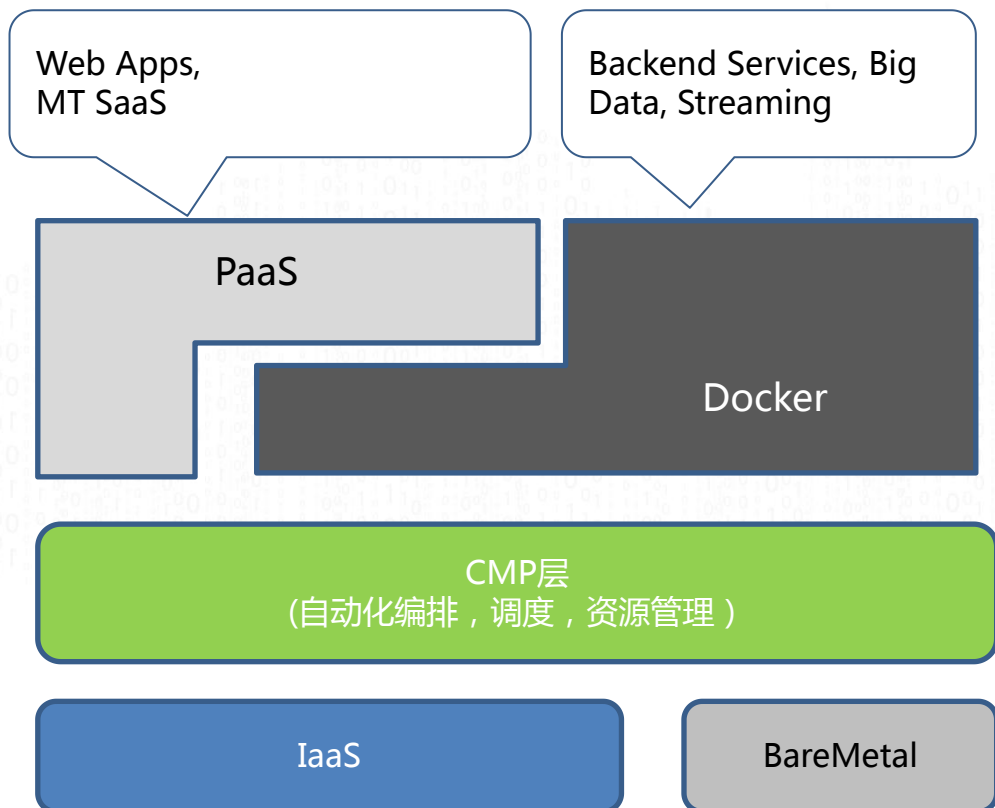 Web Apps,
MT SaaS
Backend Services, Big
Data, Streaming
PaaS
Docker
CMP层
(自动化编排，调度，资源管理）
IaaS
BareMetal